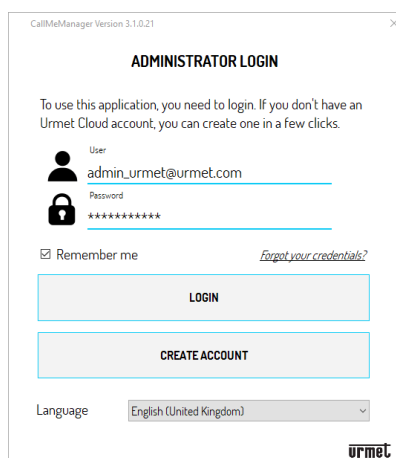 CallMeManager Version 3.1.0.21
ADMINISTRATOR LOGIN
To use this application, you need to login. If you don't have an
Urmet Cloud account, you can create one in a few clicks.
User
admin_urmet@urmet.com
Password
***********
Remember me
Forgot your credentials?
LOGIN
CREATE ACCOUNT
Language
English (United Kingdom)
urmet